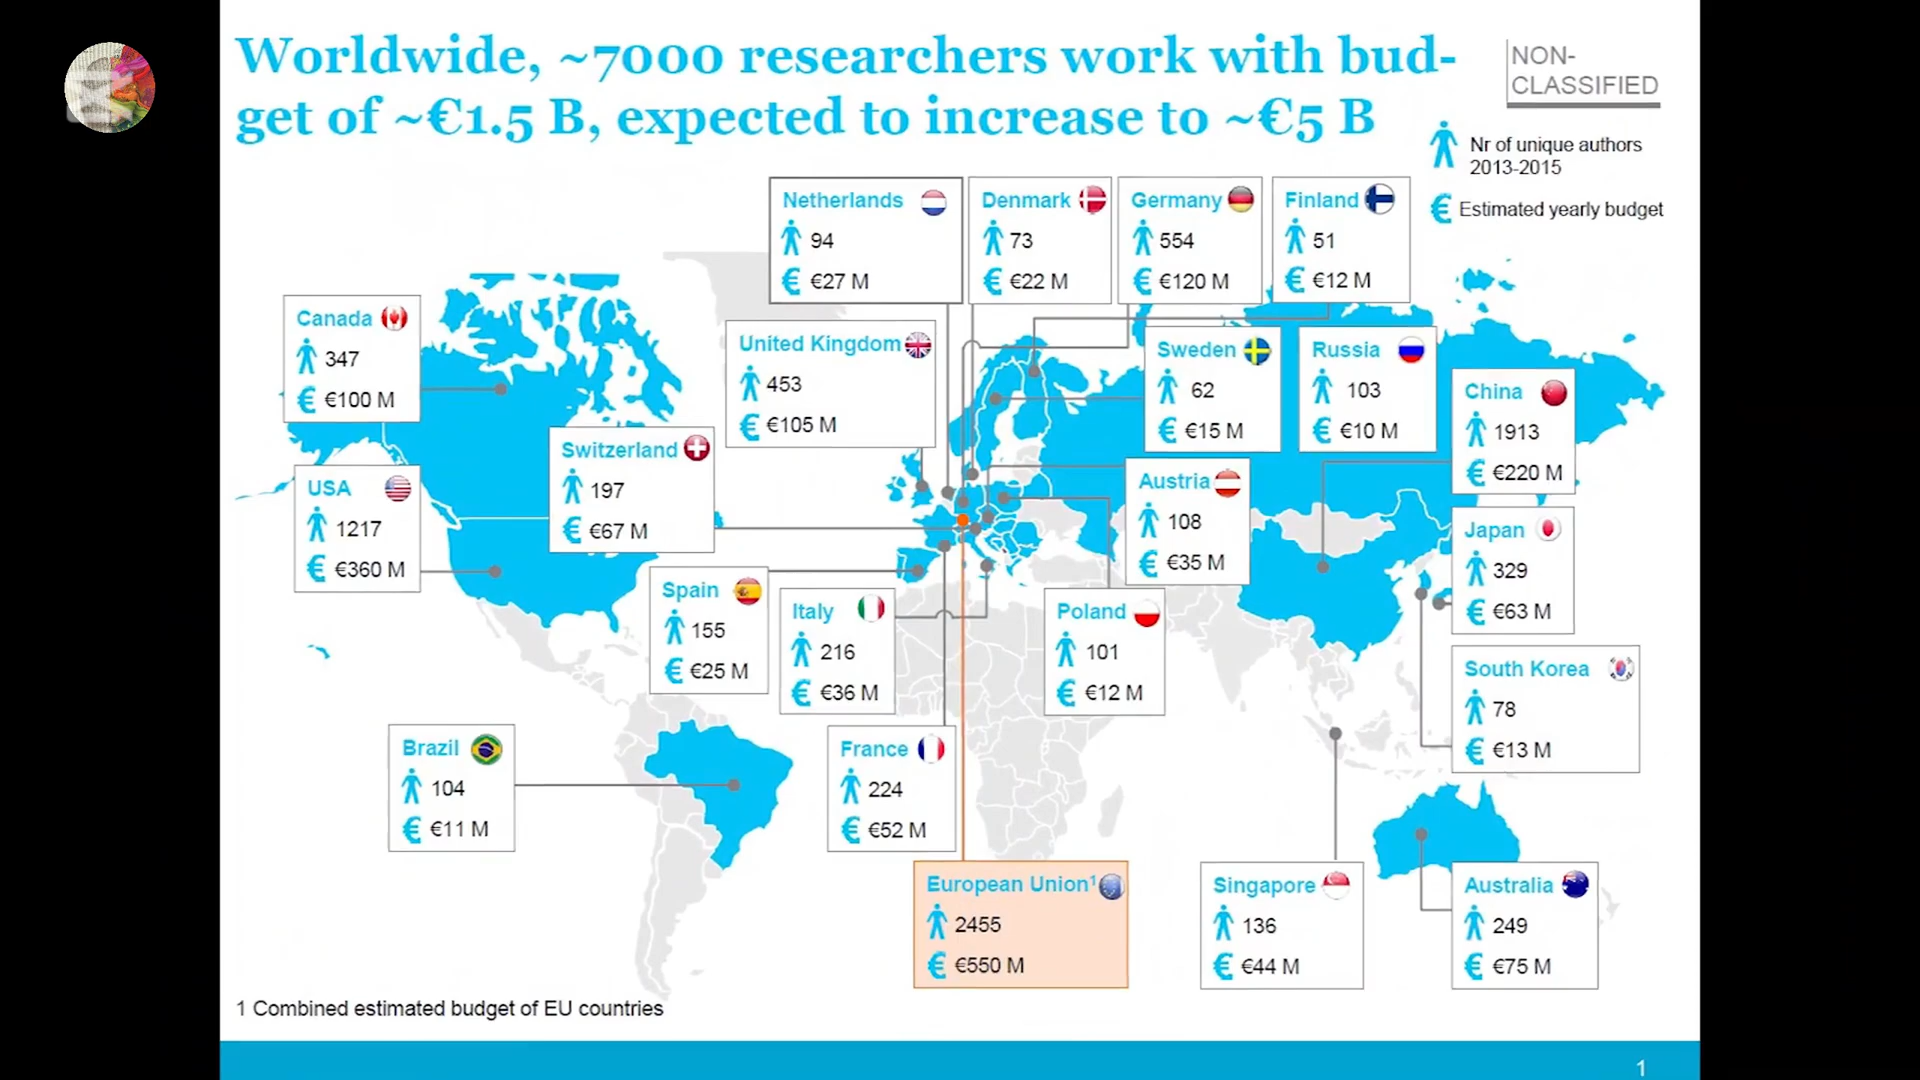 Worldwide, ~7000 researchers work with bud-
get of ~€1.5 B, expected to increase to ~€5 B
NON-
CLASSIFIED
Nr of unique authors
2013-2015
€ Estimated yearly budget
Netherlands
94
€ €27 M
Denmark
73
€ €22 M
Germany
554
€ €120 M
Finland
51
€ €12 M
Canada
347
€ €100 M
United Kingdom
453
€ €105 M
Sweden
62
€ €15 M
Russia
103
€ €10 M
China
1913
€ €220 M
Switzerland
197
€ €67 M
USA
1217
€ €360 M
Austria
108
€ €35 M
Japan
329
€ €63 M
Spain
155
€ €25 M
Italy
216
€ €36 M
Poland
101
€ €12 M
South Korea
78
€ €13 M
Brazil
104
€ €11 M
France
224
€ €52 M
European Union¹
2455
€ €550 M
Singapore
136
€ €44 M
Australia
249
€ €75 M
1 Combined estimated budget of EU countries
1